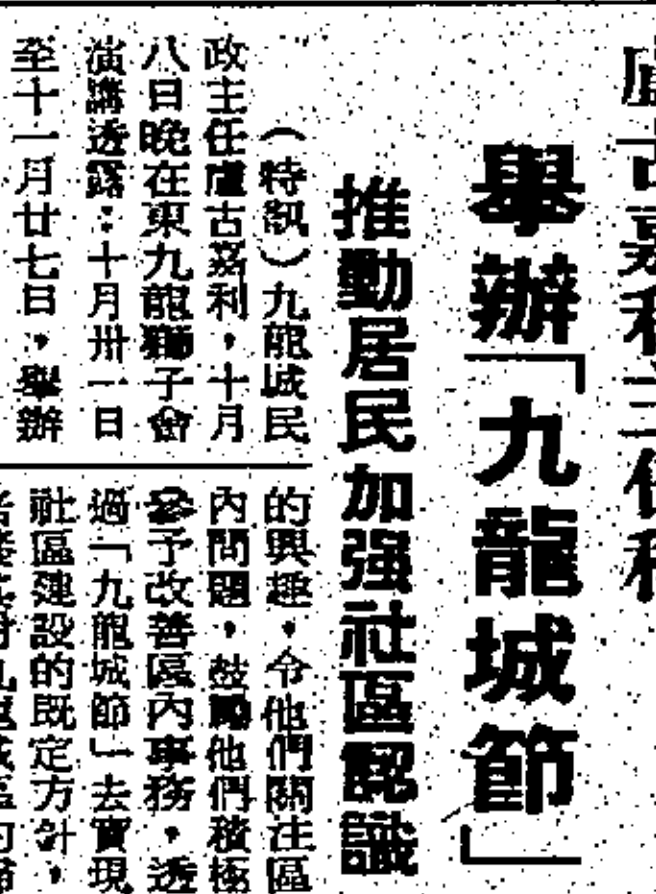 舉辦「九龍城節」
推動居民加強社區認識
（特訊）九龍城民
政主任盧古嘉利，十月
八日晚在東九龍獅子會
演講透露：十月卅一日
至十一月廿七日，舉辦
的興趣，令他們關注區
內問題，鼓勵他們積極
參予改善區內事務，透
過「九龍城節」去實現
社區建設的既定方針，